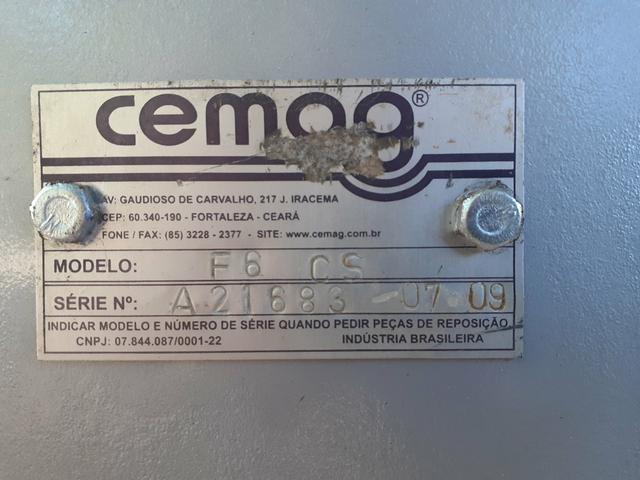 cemag®
AV: GAUDIOSO DE CARVALHO, 217 J. IRACEMA
CEP: 60.340-190 - FORTALEZA - CEARÁ
FONE / FAX: (85) 3228 - 2377 - SITE: www.cemag.com.br
MODELO: F6 CS
SÉRIE Nº: A21683-07.09
INDICAR MODELO E NÚMERO DE SÉRIE QUANDO PEDIR PEÇAS DE REPOSIÇÃO
CNPJ: 07.844.087/0001-22 INDÚSTRIA BRASILEIRA